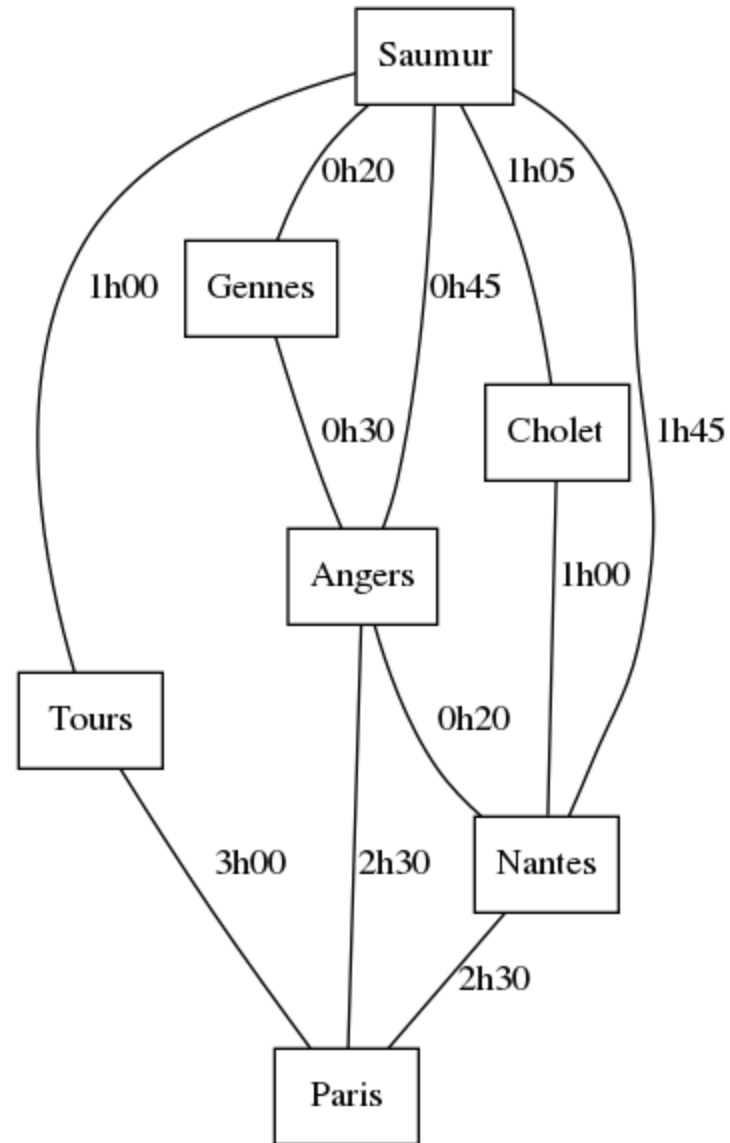 Saumur
0h20
1h05
1h00
Gennes
0h45
0h30
Cholet
1h45
Angers
1h00
Tours
0h20
3h00
2h30
Nantes
2h30
Paris